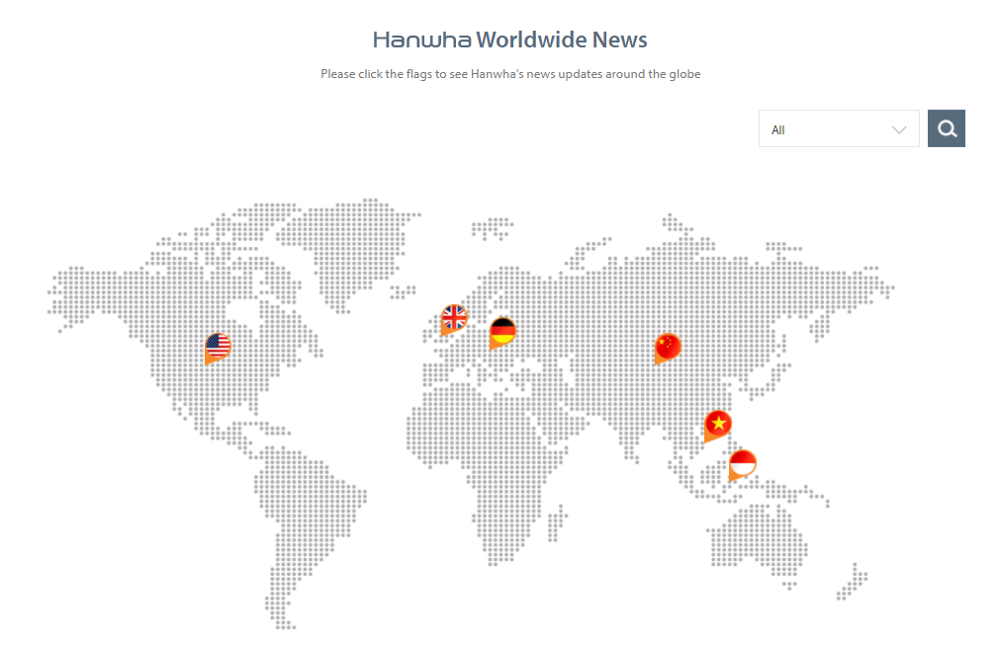 Hanwha Worldwide News
Please click the flags to see Hanwha's news updates around the globe
All